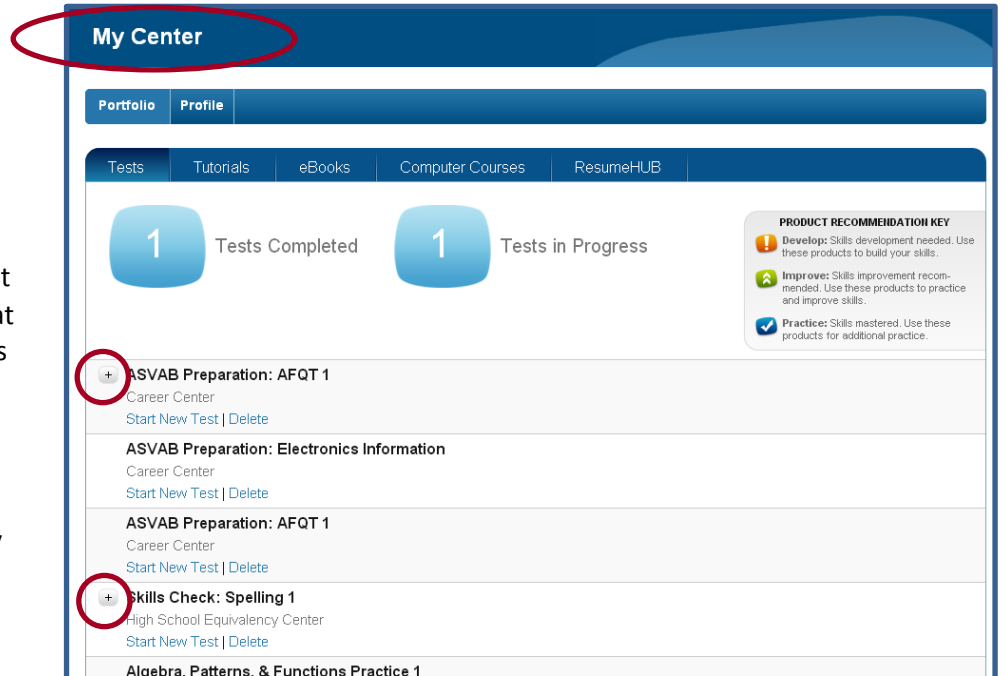 My Center
Portfolio Profile
Tests Tutorials eBooks Computer Courses ResumeHUB
1 Tests Completed 1 Tests in Progress
PRODUCT RECOMMENDATION KEY
Develop: Skills development needed. Use
these products to build your skills.
Improve: Skills improvement recom-
mended. Use these products to practice
and improve skills.
Practice: Skills mastered. Use these
products for additional practice.
ASVAB Preparation: AFQT 1
Career Center
Start New Test | Delete
ASVAB Preparation: Electronics Information
Career Center
Start New Test | Delete
ASVAB Preparation: AFQT 1
Career Center
Start New Test | Delete
Skills Check: Spelling 1
High School Equivalency Center
Start New Test | Delete
Algebra, Patterns, & Functions Practice 1